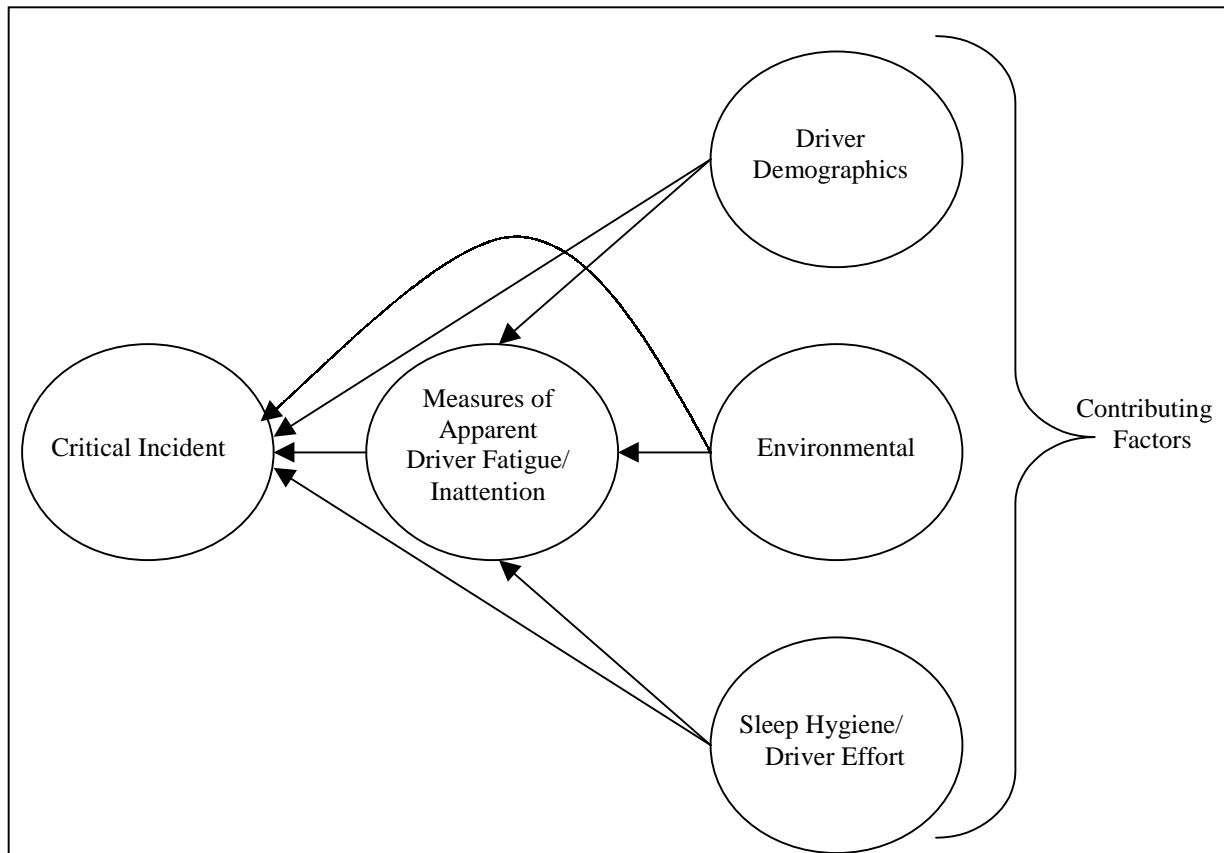 Driver
Demographics
Critical Incident
Measures of
Apparent
Driver Fatigue/
Inattention
Environmental
Contributing
Factors
Sleep Hygiene/
Driver Effort